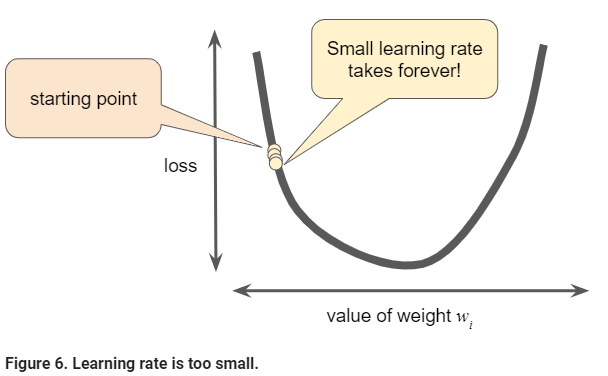 Small learning rate
takes forever!
starting point
loss
value of weight wᵢ
Figure 6. Learning rate is too small.